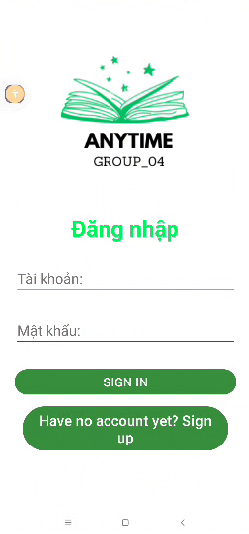 ANYTIME
GROUP_04
Đăng nhập
Tài khoản:
Mật khẩu:
SIGN IN
Have no account yet? Sign
up